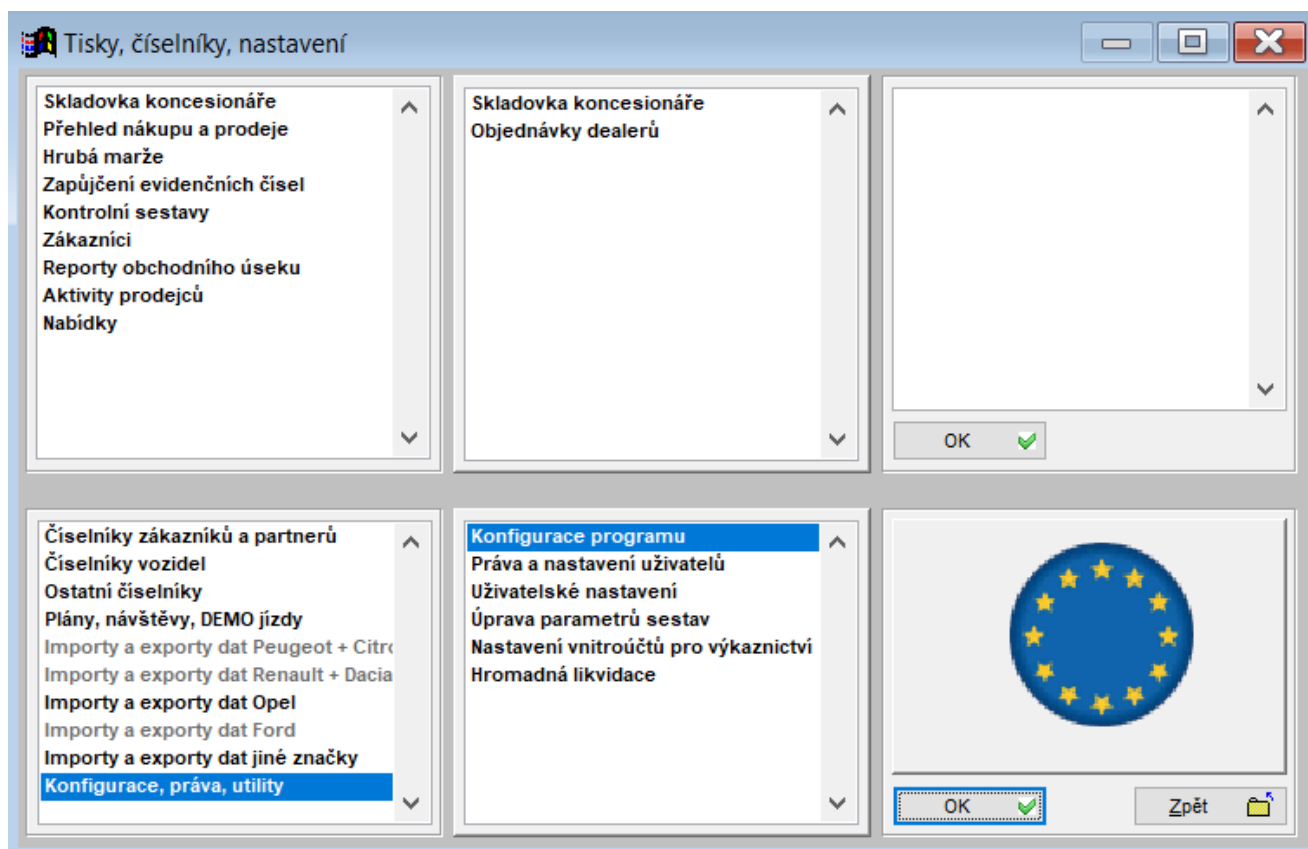 Tisky, číselníky, nastavení
Skladovka koncesionáře
Přehled nákupu a prodeje
Hrubá marže
Zapůjčení evidenčních čísel
Kontrolní sestavy
Zákazníci
Reporty obchodního úseku
Aktivity prodejců
Nabídky
Skladovka koncesionáře
Objednávky dealerů
OK
Číselníky zákazníků a partnerů
Číselníky vozidel
Ostatní číselníky
Plány, návštěvy, DEMO jízdy
Importy a exporty dat Peugeot + Citro
Importy a exporty dat Renault + Dacia
Importy a exporty dat Opel
Importy a exporty dat Ford
Importy a exporty dat jiné značky
Konfigurace, práva, utility
Konfigurace programu
Práva a nastavení uživatelů
Uživatelské nastavení
Úprava parametrů sestav
Nastavení vnitroúčtů pro výkaznictví
Hromadná likvidace
OK
Zpět